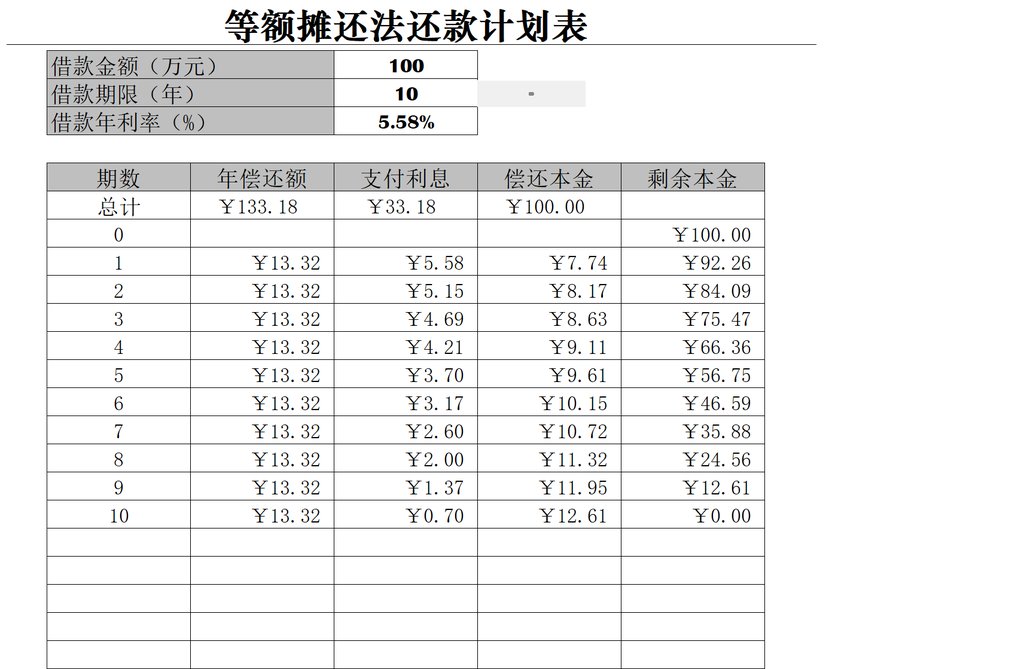 等额摊还法还款计划表
借款金额（万元） 100
借款期限（年） 10
借款年利率（%） 5.58%
期数 年偿还额 支付利息 偿还本金 剩余本金
总计 ￥133.18 ￥33.18 ￥100.00
0 ￥100.00
1 ￥13.32 ￥5.58 ￥7.74 ￥92.26
2 ￥13.32 ￥5.15 ￥8.17 ￥84.09
3 ￥13.32 ￥4.69 ￥8.63 ￥75.47
4 ￥13.32 ￥4.21 ￥9.11 ￥66.36
5 ￥13.32 ￥3.70 ￥9.61 ￥56.75
6 ￥13.32 ￥3.17 ￥10.15 ￥46.59
7 ￥13.32 ￥2.60 ￥10.72 ￥35.88
8 ￥13.32 ￥2.00 ￥11.32 ￥24.56
9 ￥13.32 ￥1.37 ￥11.95 ￥12.61
10 ￥13.32 ￥0.70 ￥12.61 ￥0.00